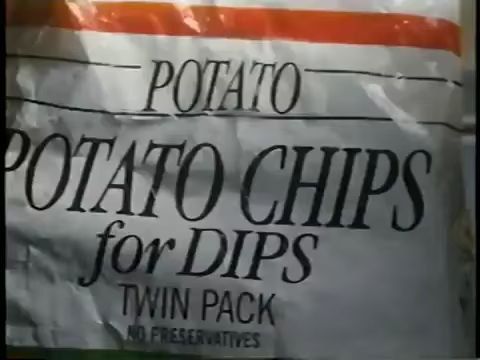 POTATO
POTATO CHIPS
for DIPS
TWIN PACK
NO PRESERVATIVES